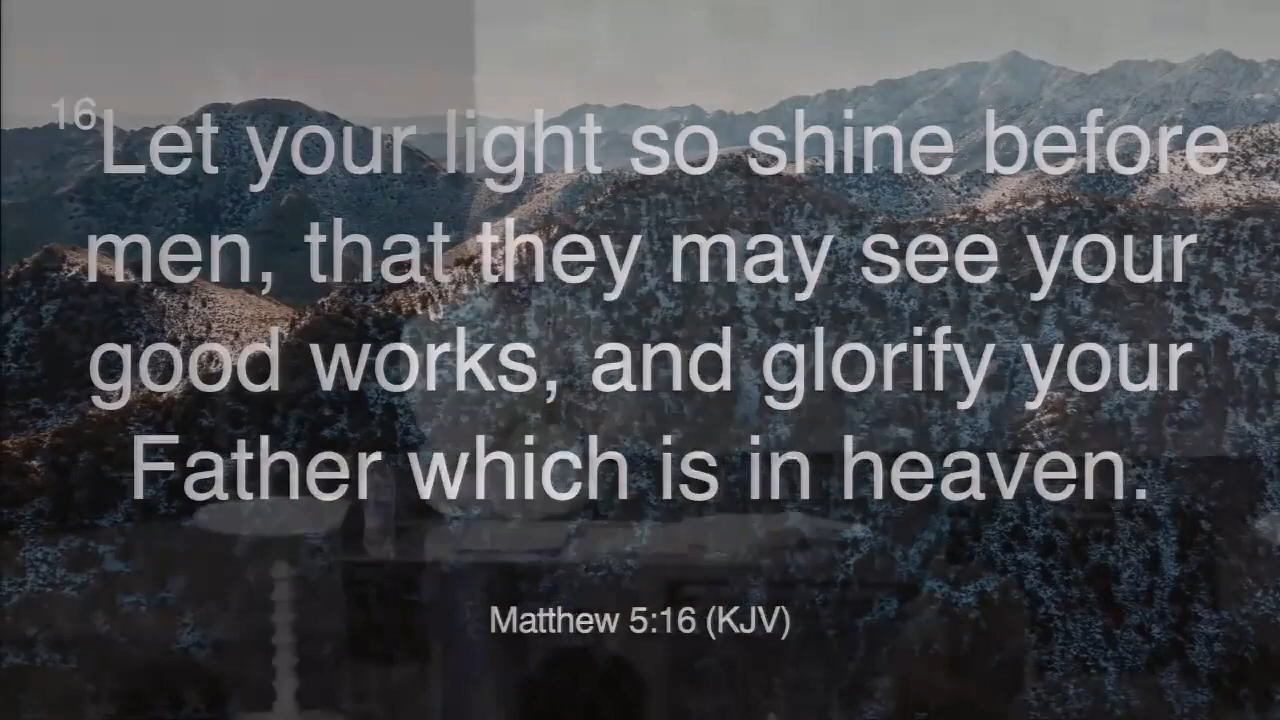 16Let your light so shine before
men, that they may see your
good works, and glorify your
Father which is in heaven.
Matthew 5:16 (KJV)